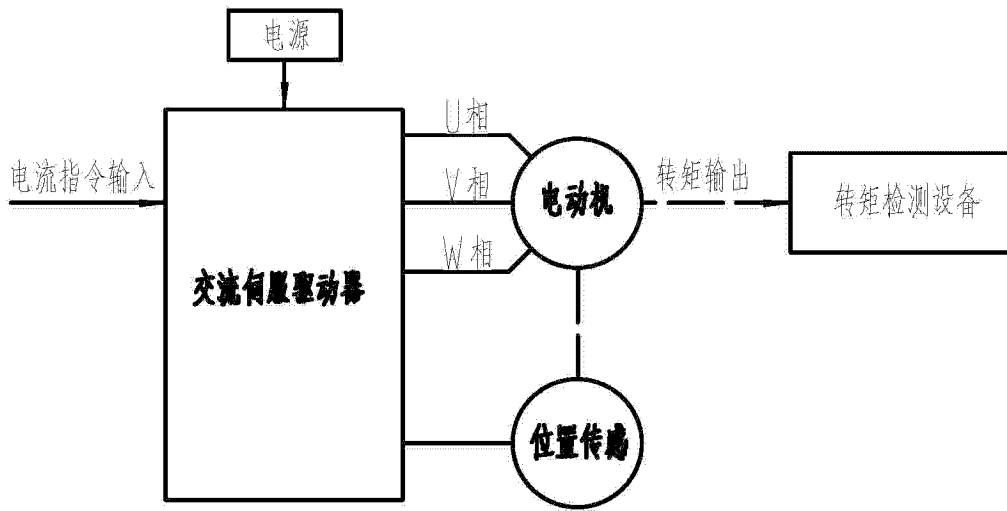 电源
电流指令输入
U相
V相
W相
电动机
转矩输出
转矩检测设备
交流伺服驱动器
位置传感